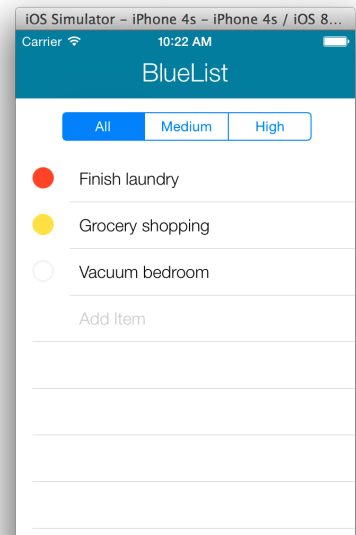 iOS Simulator – iPhone 4s – iPhone 4s / iOS 8...
Carrier 10:22 AM
BlueList
All Medium High
Finish laundry
Grocery shopping
Vacuum bedroom
Add Item